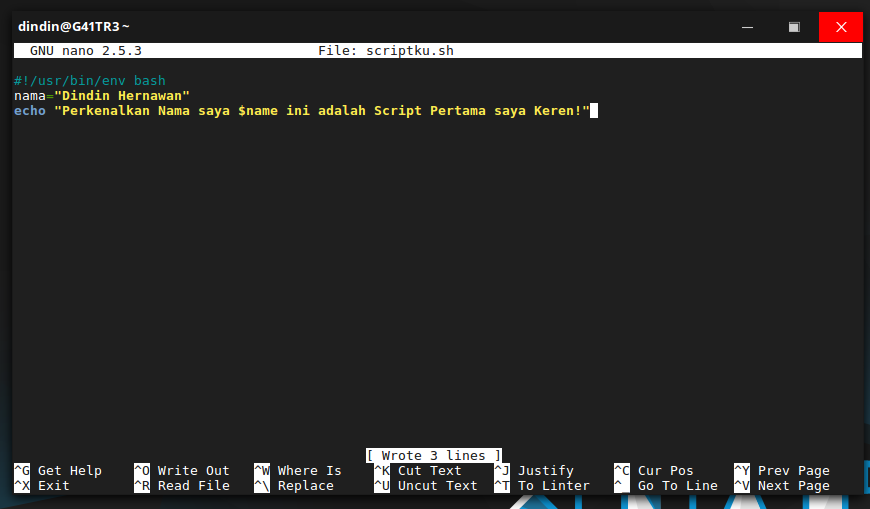 dindin@G41TR3 ~
GNU nano 2.5.3 File: scriptku.sh
#!/usr/bin/env bash
nama="Dindin Hernawan"
echo "Perkenalkan Nama saya $name ini adalah Script Pertama saya Keren!"
[ Wrote 3 lines ]
^G Get Help ^O Write Out ^W Where Is ^K Cut Text ^J Justify ^C Cur Pos ^Y Prev Page
^X Exit ^R Read File ^\ Replace ^U Uncut Text ^T To Linter ^_ Go To Line ^V Next Page